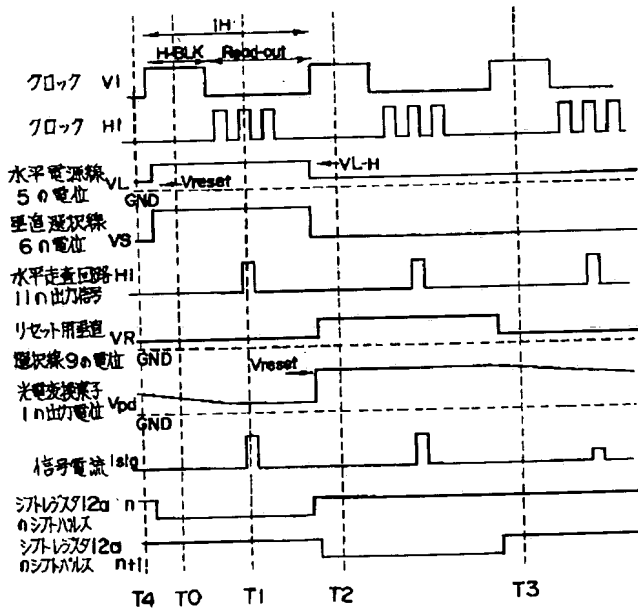 1H
H-BLK Read-out
クロック V1
クロック H1
水平電源線 VL
5の電位
VL-H
Vreset
GND
垂直選択線 VS
6の電位
水平走査回路 H1
11の出力信号
リセット用垂直 VR
選択線9の電位 GND
Vreset
光電変換素子 Vpd
1の出力電位
GND
信号電流 Isig
シフトレジスタ12a n
のシフトパルス
シフトレジスタ12a
のシフトパルス n+1
T4 T0 T1 T2 T3